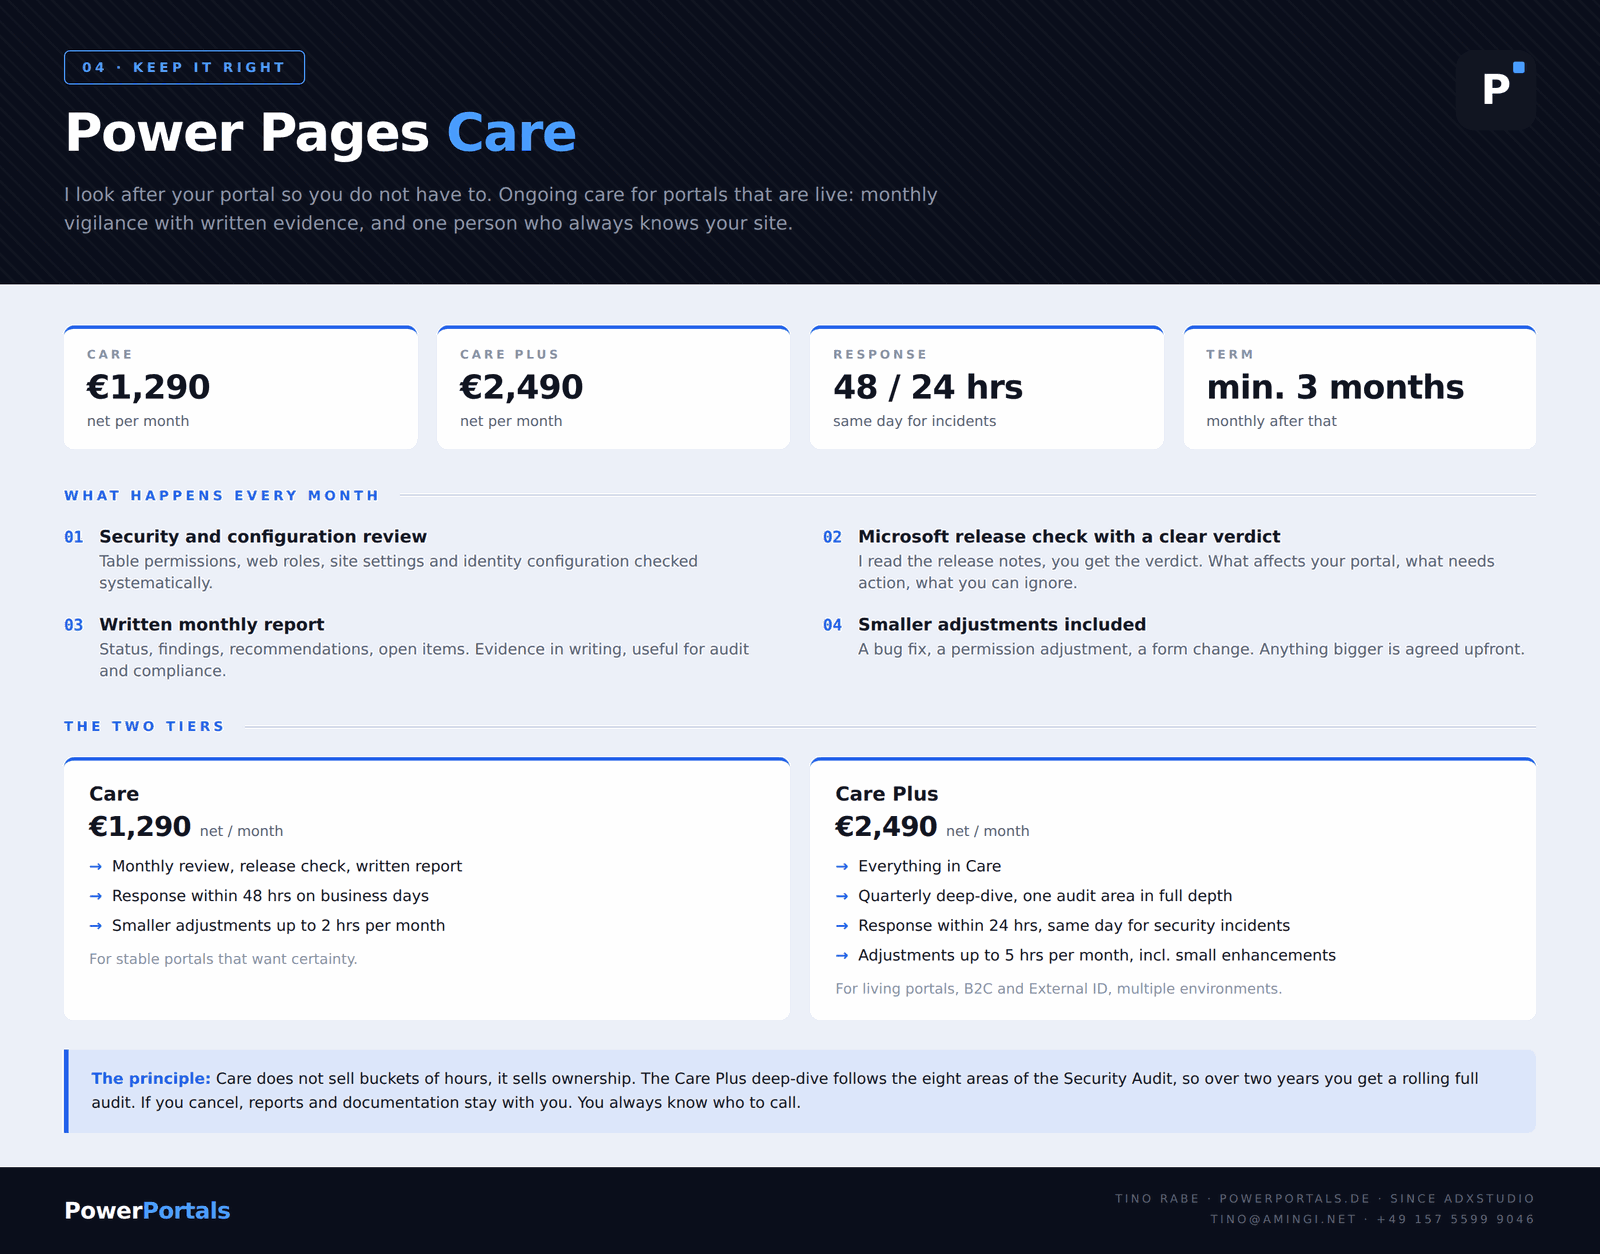 04 · KEEP IT RIGHT
P
Power Pages Care
I look after your portal so you do not have to. Ongoing care for portals that are live: monthly
vigilance with written evidence, and one person who always knows your site.
CARE
€1,290
net per month
CARE PLUS
€2,490
net per month
RESPONSE
48 / 24 hrs
same day for incidents
TERM
min. 3 months
monthly after that
WHAT HAPPENS EVERY MONTH
01 Security and configuration review
Table permissions, web roles, site settings and identity configuration checked
systematically.
02 Microsoft release check with a clear verdict
I read the release notes, you get the verdict. What affects your portal, what needs
action, what you can ignore.
03 Written monthly report
Status, findings, recommendations, open items. Evidence in writing, useful for audit
and compliance.
04 Smaller adjustments included
A bug fix, a permission adjustment, a form change. Anything bigger is agreed upfront.
THE TWO TIERS
Care
€1,290 net / month
→ Monthly review, release check, written report
→ Response within 48 hrs on business days
→ Smaller adjustments up to 2 hrs per month
For stable portals that want certainty.
Care Plus
€2,490 net / month
→ Everything in Care
→ Quarterly deep-dive, one audit area in full depth
→ Response within 24 hrs, same day for security incidents
→ Adjustments up to 5 hrs per month, incl. small enhancements
For living portals, B2C and External ID, multiple environments.
The principle: Care does not sell buckets of hours, it sells ownership. The Care Plus deep-dive follows the eight areas of the Security Audit, so over two years you get a rolling full
audit. If you cancel, reports and documentation stay with you. You always know who to call.
PowerPortals
TINO RABE · POWERPORTALS.DE · SINCE ADXSTUDIO
TINO@AMINGI.NET · +49 157 5599 9046